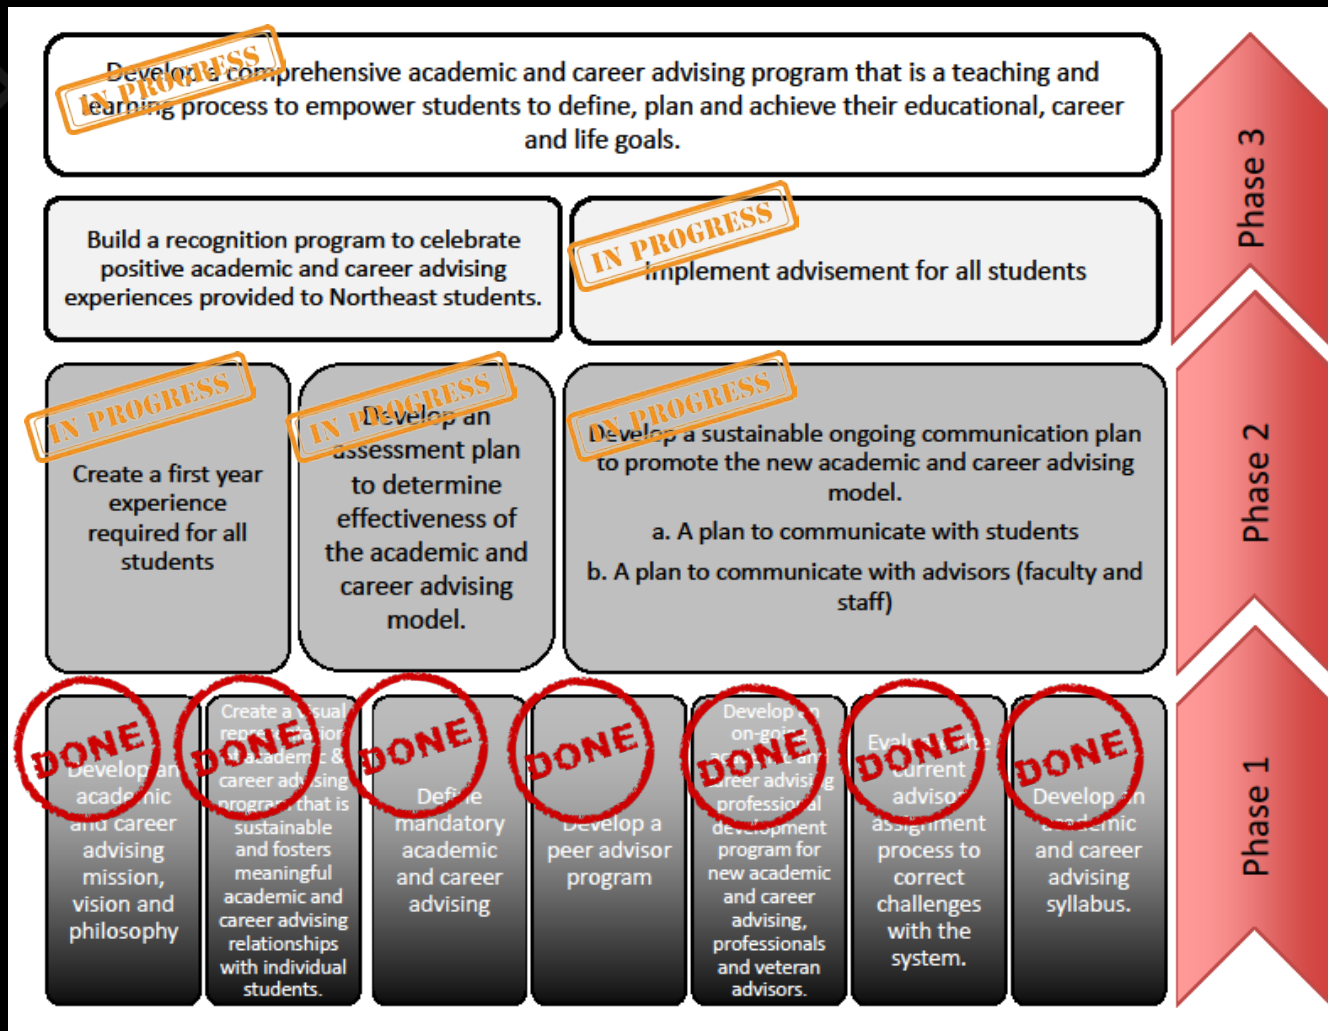 IN PROGRESS
Develop a comprehensive academic and career advising program that is a teaching and
learning process to empower students to define, plan and achieve their educational, career
and life goals.
Phase 3
Build a recognition program to celebrate
positive academic and career advising
experiences provided to Northeast students.
IN PROGRESS
Implement advisement for all students
IN PROGRESS
Create a first year
experience
required for all
students
IN PROGRESS
Develop an
assessment plan
to determine
effectiveness of
the academic and
career advising
model.
IN PROGRESS
Develop a sustainable ongoing communication plan
to promote the new academic and career advising
model.
a. A plan to communicate with students
b. A plan to communicate with advisors (faculty and
staff)
Phase 2
DONE
Develop an
academic
and career
advising
mission,
vision and
philosophy
DONE
Create a visual
representation
of academic &
career advising
program that is
sustainable
and fosters
meaningful
academic and
career advising
relationships
with individual
students.
DONE
Define
mandatory
academic
and career
advising
DONE
Develop a
peer advisor
program
DONE
Develop an
on-going
academic and
career advising
professional
development
program for
new academic
and career
advising,
professionals
and veteran
advisors.
DONE
Evaluate the
current
advisor
assignment
process to
correct
challenges
with the
system.
DONE
Develop an
academic
and career
advising
syllabus.
Phase 1